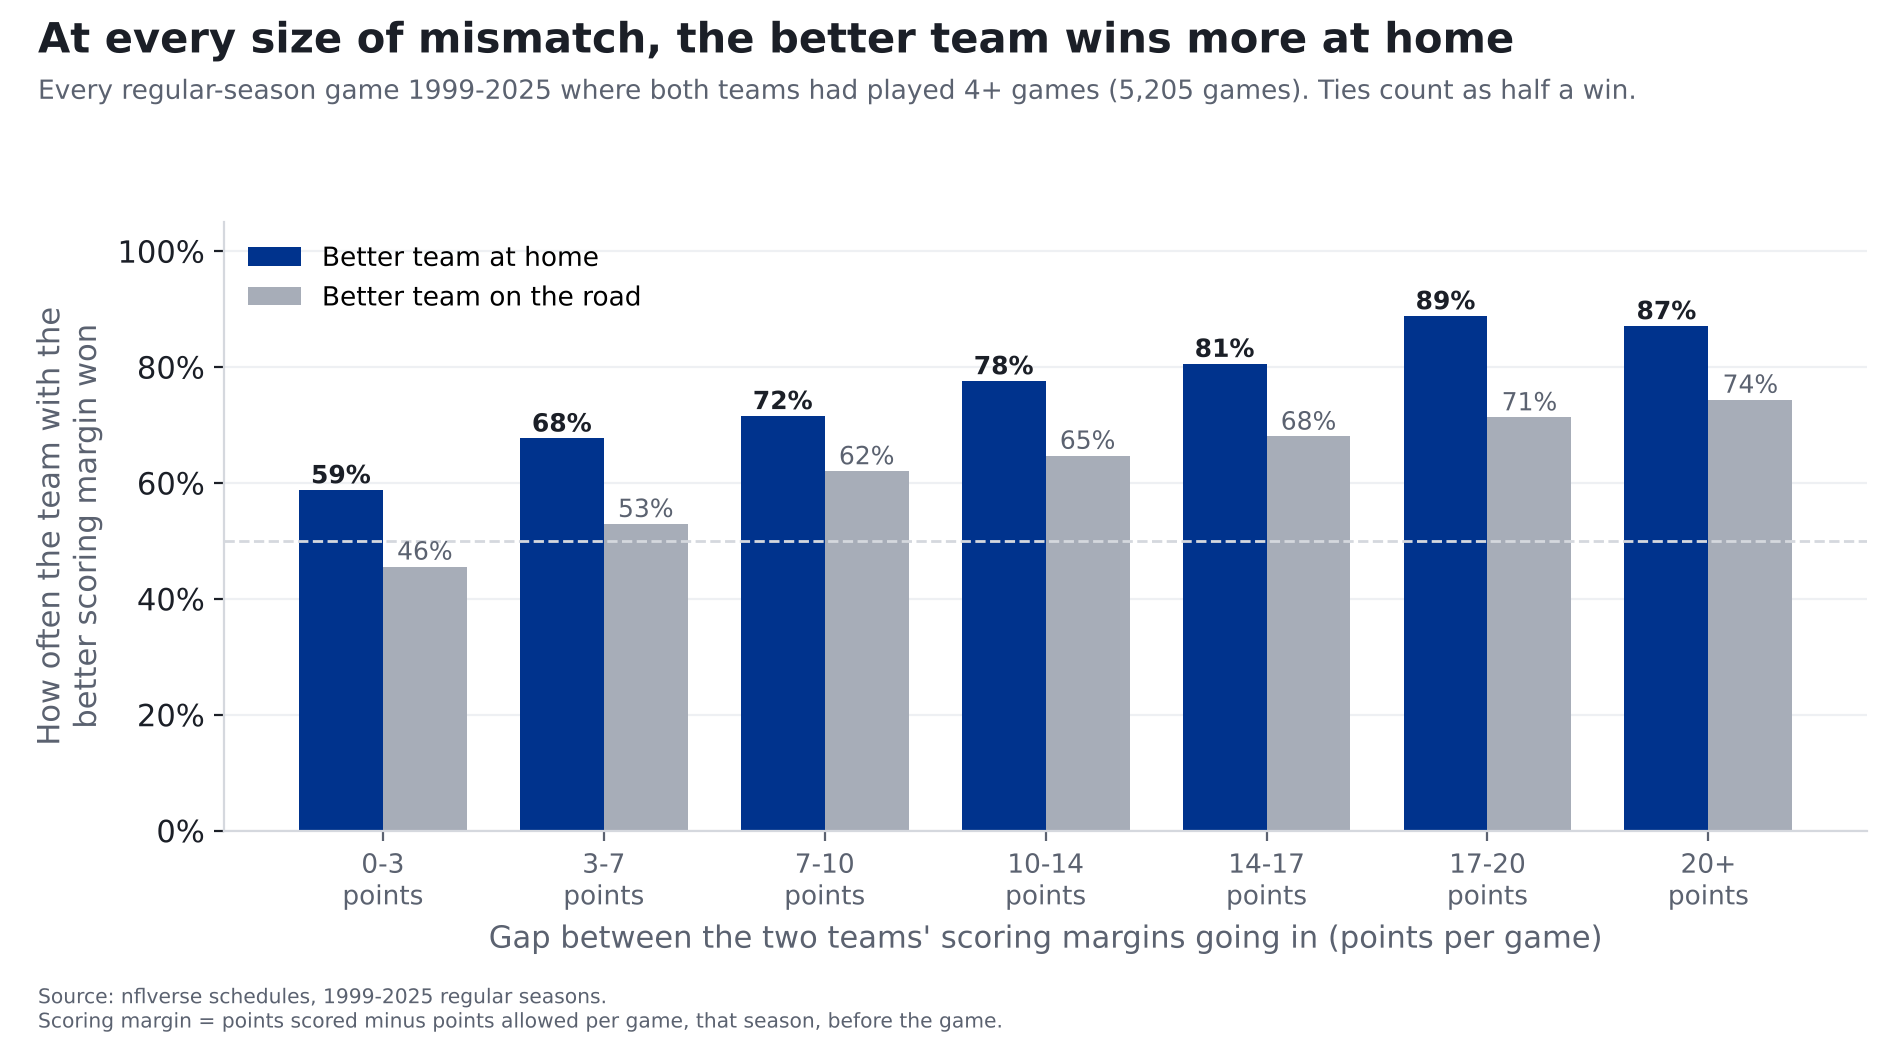 At every size of mismatch, the better team wins more at home
Every regular-season game 1999-2025 where both teams had played 4+ games (5,205 games). Ties count as half a win.
How often the team with the
better scoring margin won
100%
80%
60%
40%
20%
0%
Better team at home
Better team on the road
59%
46%
68%
53%
72%
62%
78%
65%
81%
68%
89%
71%
87%
74%
0-3
points
3-7
points
7-10
points
10-14
points
14-17
points
17-20
points
20+
points
Gap between the two teams' scoring margins going in (points per game)
Source: nflverse schedules, 1999-2025 regular seasons.
Scoring margin = points scored minus points allowed per game, that season, before the game.